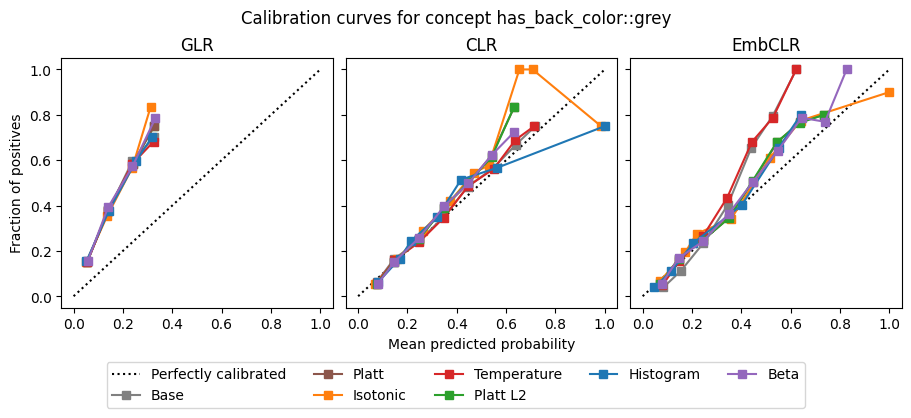 Calibration curves for concept has_back_color::grey
GLR
CLR
EmbCLR
Fraction of positives
1.0
0.8
0.6
0.4
0.2
0.0
0.0 0.2 0.4 0.6 0.8 1.0
0.0 0.2 0.4 0.6 0.8 1.0
0.0 0.2 0.4 0.6 0.8 1.0
Mean predicted probability
Perfectly calibrated Platt Temperature Histogram Beta
Base Isotonic Platt L2